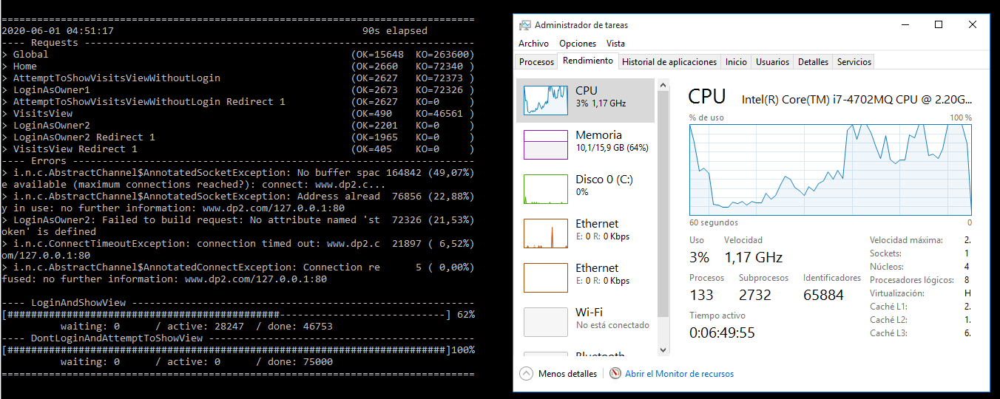 ================================================================================
2020-06-01 04:51:17                                          90s elapsed
---- Requests ------------------------------------------------------------------
> Global                                                   (OK=15648  KO=263600)
> Home                                                     (OK=2660   KO=72340 )
> AttemptToShowVisitsViewWithoutLogin                      (OK=2627   KO=72373 )
> LoginAsOwner1                                            (OK=2673   KO=72326 )
> AttemptToShowVisitsViewWithoutLogin Redirect 1           (OK=2627   KO=0     )
> VisitsView                                               (OK=490    KO=46561 )
> LoginAsOwner2                                            (OK=2201   KO=0     )
> LoginAsOwner2 Redirect 1                                 (OK=1965   KO=0     )
> VisitsView Redirect 1                                    (OK=405    KO=0     )
---- Errors --------------------------------------------------------------------
> i.n.c.AbstractChannel$AnnotatedSocketException: No buffer spac 164842 (49,07%)
e available (maximum connections reached?): connect: www.dp2.c...
> i.n.c.AbstractChannel$AnnotatedSocketException: Address alread  76856 (22,88%)
y in use: no further information: www.dp2.com/127.0.0.1:80
> LoginAsOwner2: Failed to build request: No attribute named 'st  72326 (21,53%)
oken' is defined
> i.n.c.ConnectTimeoutException: connection timed out: www.dp2.c  21897 ( 6,52%)
om/127.0.0.1:80
> i.n.c.AbstractChannel$AnnotatedConnectException: Connection re      5 ( 0,00%)
fused: no further information: www.dp2.com/127.0.0.1:80
---- LoginAndShowView ----------------------------------------------------------
[##############################################----------------------------] 62%
waiting: 0      / active: 28247  / done: 46753
---- DontLoginAndAttemptToShowView ---------------------------------------------
[##########################################################################]100%
waiting: 0      / active: 0      / done: 75000
================================================================================
Administrador de tareas
Archivo Opciones Vista
Procesos Rendimiento Historial de aplicaciones Inicio Usuarios Detalles Servicios
CPU
3% 1,17 GHz
Memoria
10,1/15,9 GB (64%)
Disco 0 (C:)
0%
Ethernet
E: 0 R: 0 Kbps
Ethernet
E: 0 R: 0 Kbps
Wi-Fi
No está conectado
Bluetooth
CPU Intel(R) Core(TM) i7-4702MQ CPU @ 2.20G...
% de uso 100 %
60 segundos 0
Uso Velocidad
3% 1,17 GHz
Procesos Subprocesos Identificadores
133 2732 65884
Tiempo activo
0:06:49:55
Velocidad máxima: 2.
Sockets: 1
Núcleos: 4
Procesadores lógicos: 8
Virtualización: H
Caché L1: 2.
Caché L2: 1.
Caché L3: 6.
Menos detalles Abrir el Monitor de recursos